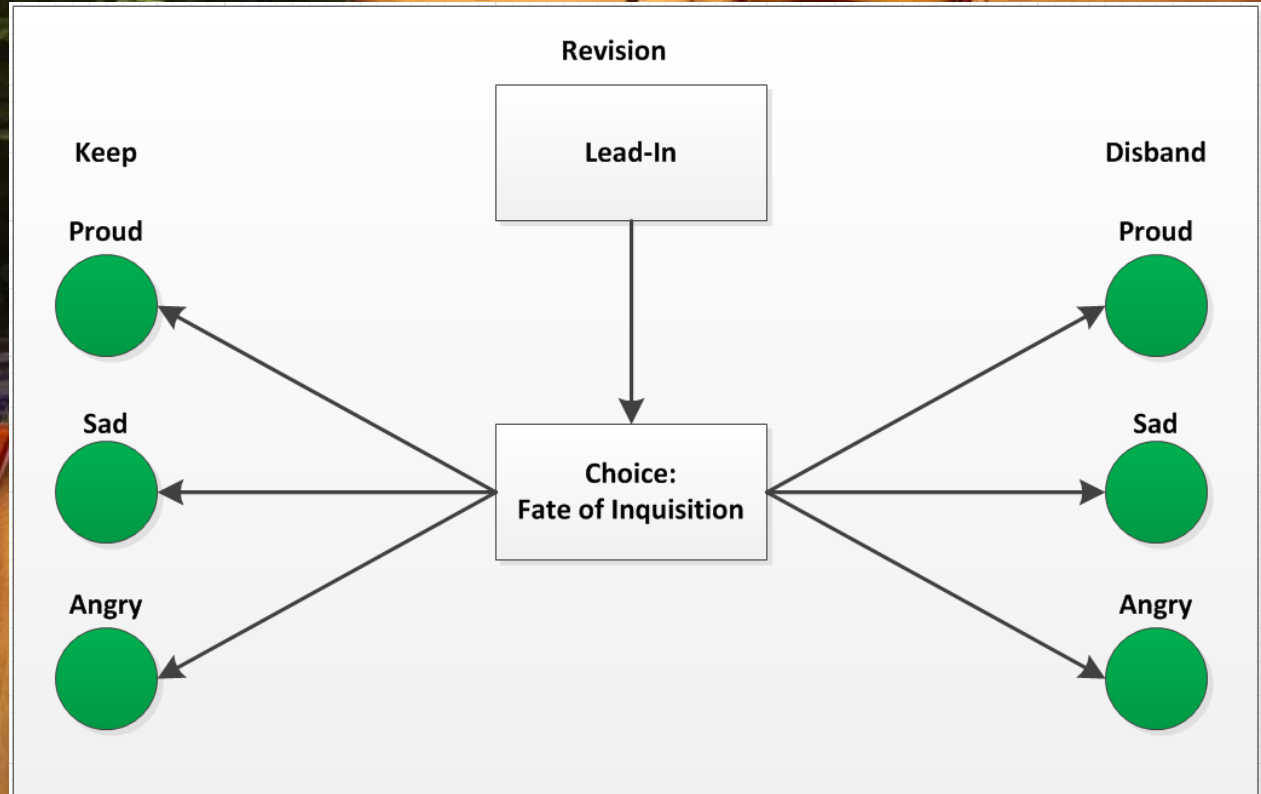 Revision
Lead-In
Keep
Disband
Proud
Proud
Sad
Sad
Choice:
Fate of Inquisition
Angry
Angry